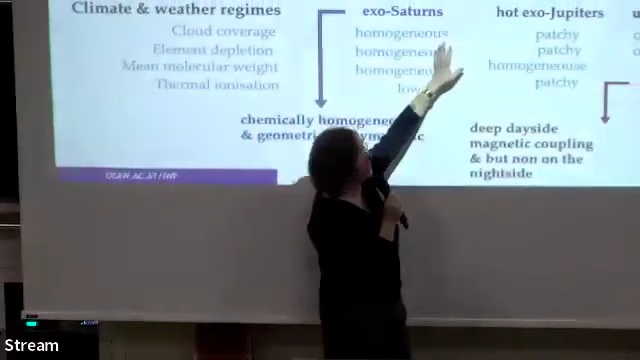 Climate & weather regimes exo-Saturns hot exo-Jupiters
Cloud coverage homogeneous patchy
Element depletion patchy
Mean molecular weight homogeneouse
Thermal ionisation low patchy
chemically
& deep dayside
magnetic coupling
& but non on the
nightside
OEAW.AC.AT/IWF
Stream